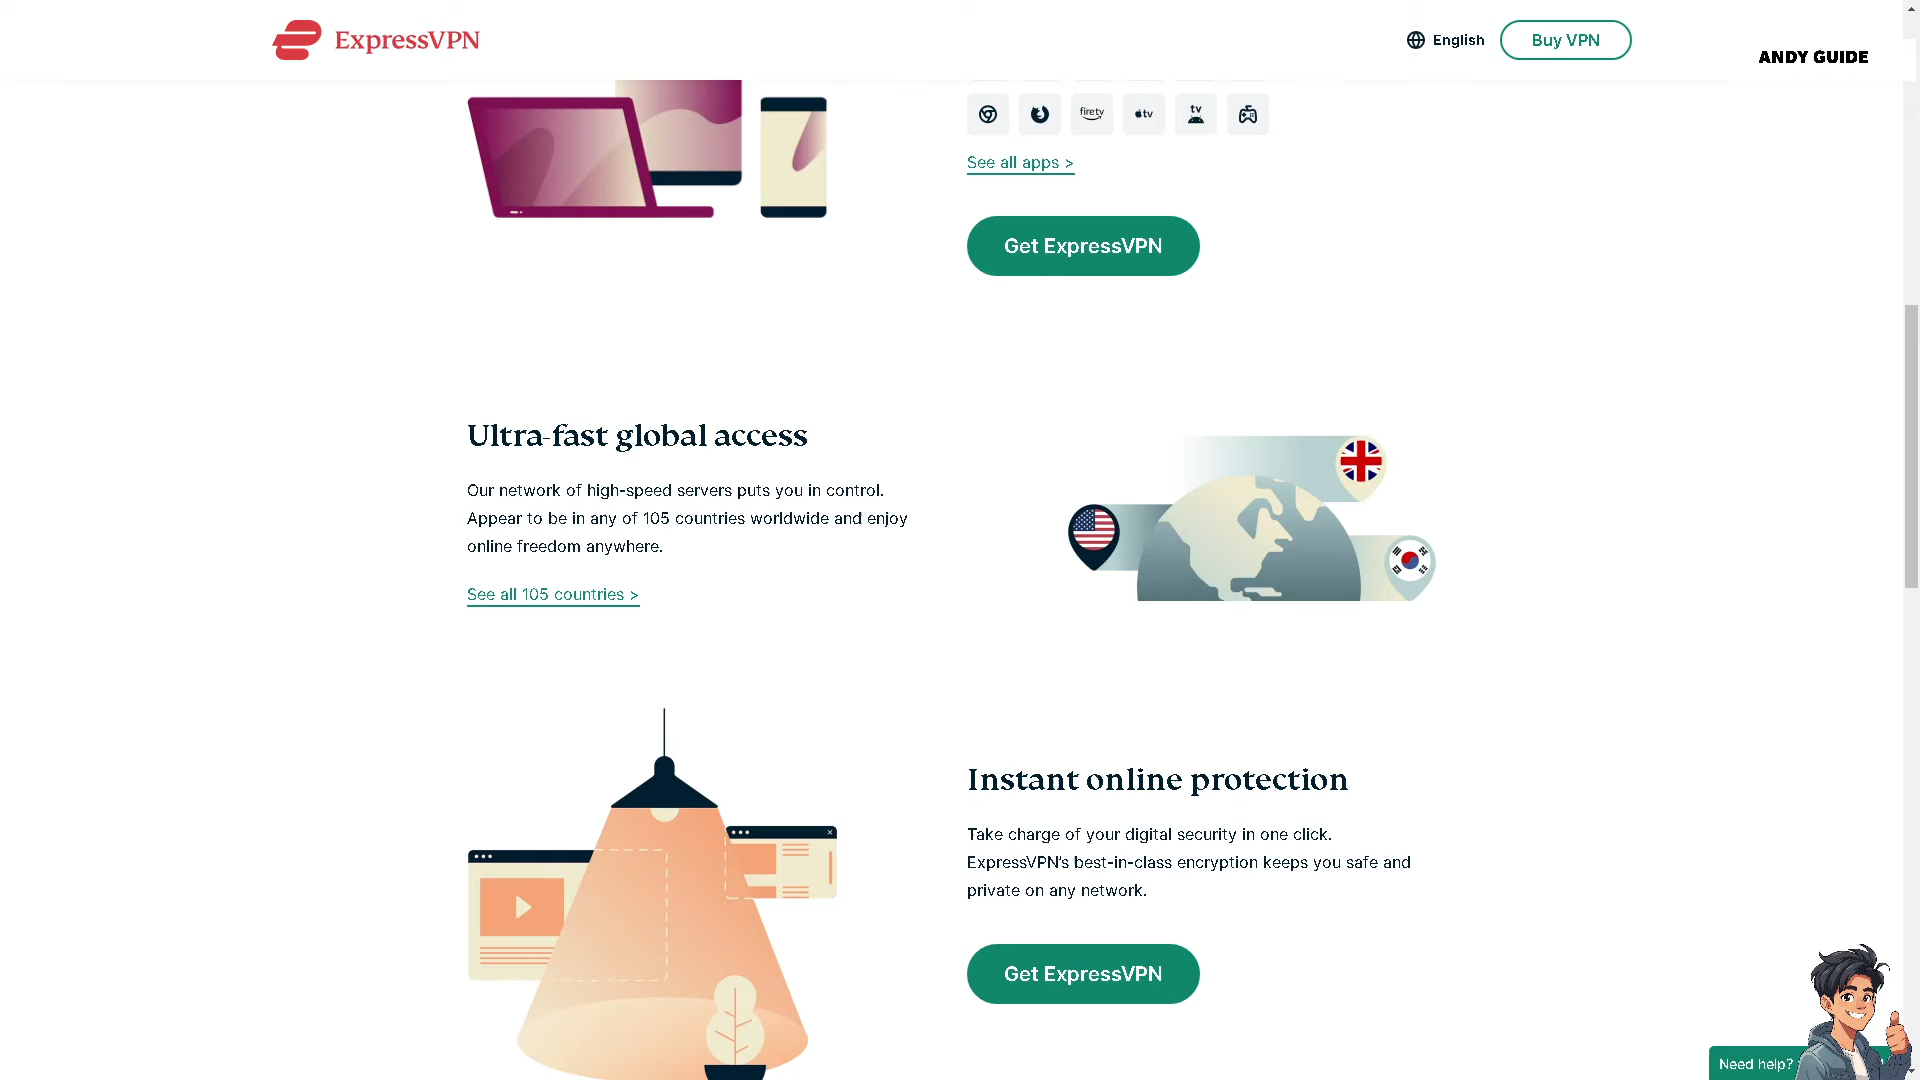 ExpressVPN
English
Buy VPN
ANDY GUIDE
firetv
tv
tv
See all apps >
Get ExpressVPN
Ultra-fast global access
Our network of high-speed servers puts you in control.
Appear to be in any of 105 countries worldwide and enjoy
online freedom anywhere.
See all 105 countries >
Instant online protection
Take charge of your digital security in one click.
ExpressVPN's best-in-class encryption keeps you safe and
private on any network.
Get ExpressVPN
Need help?